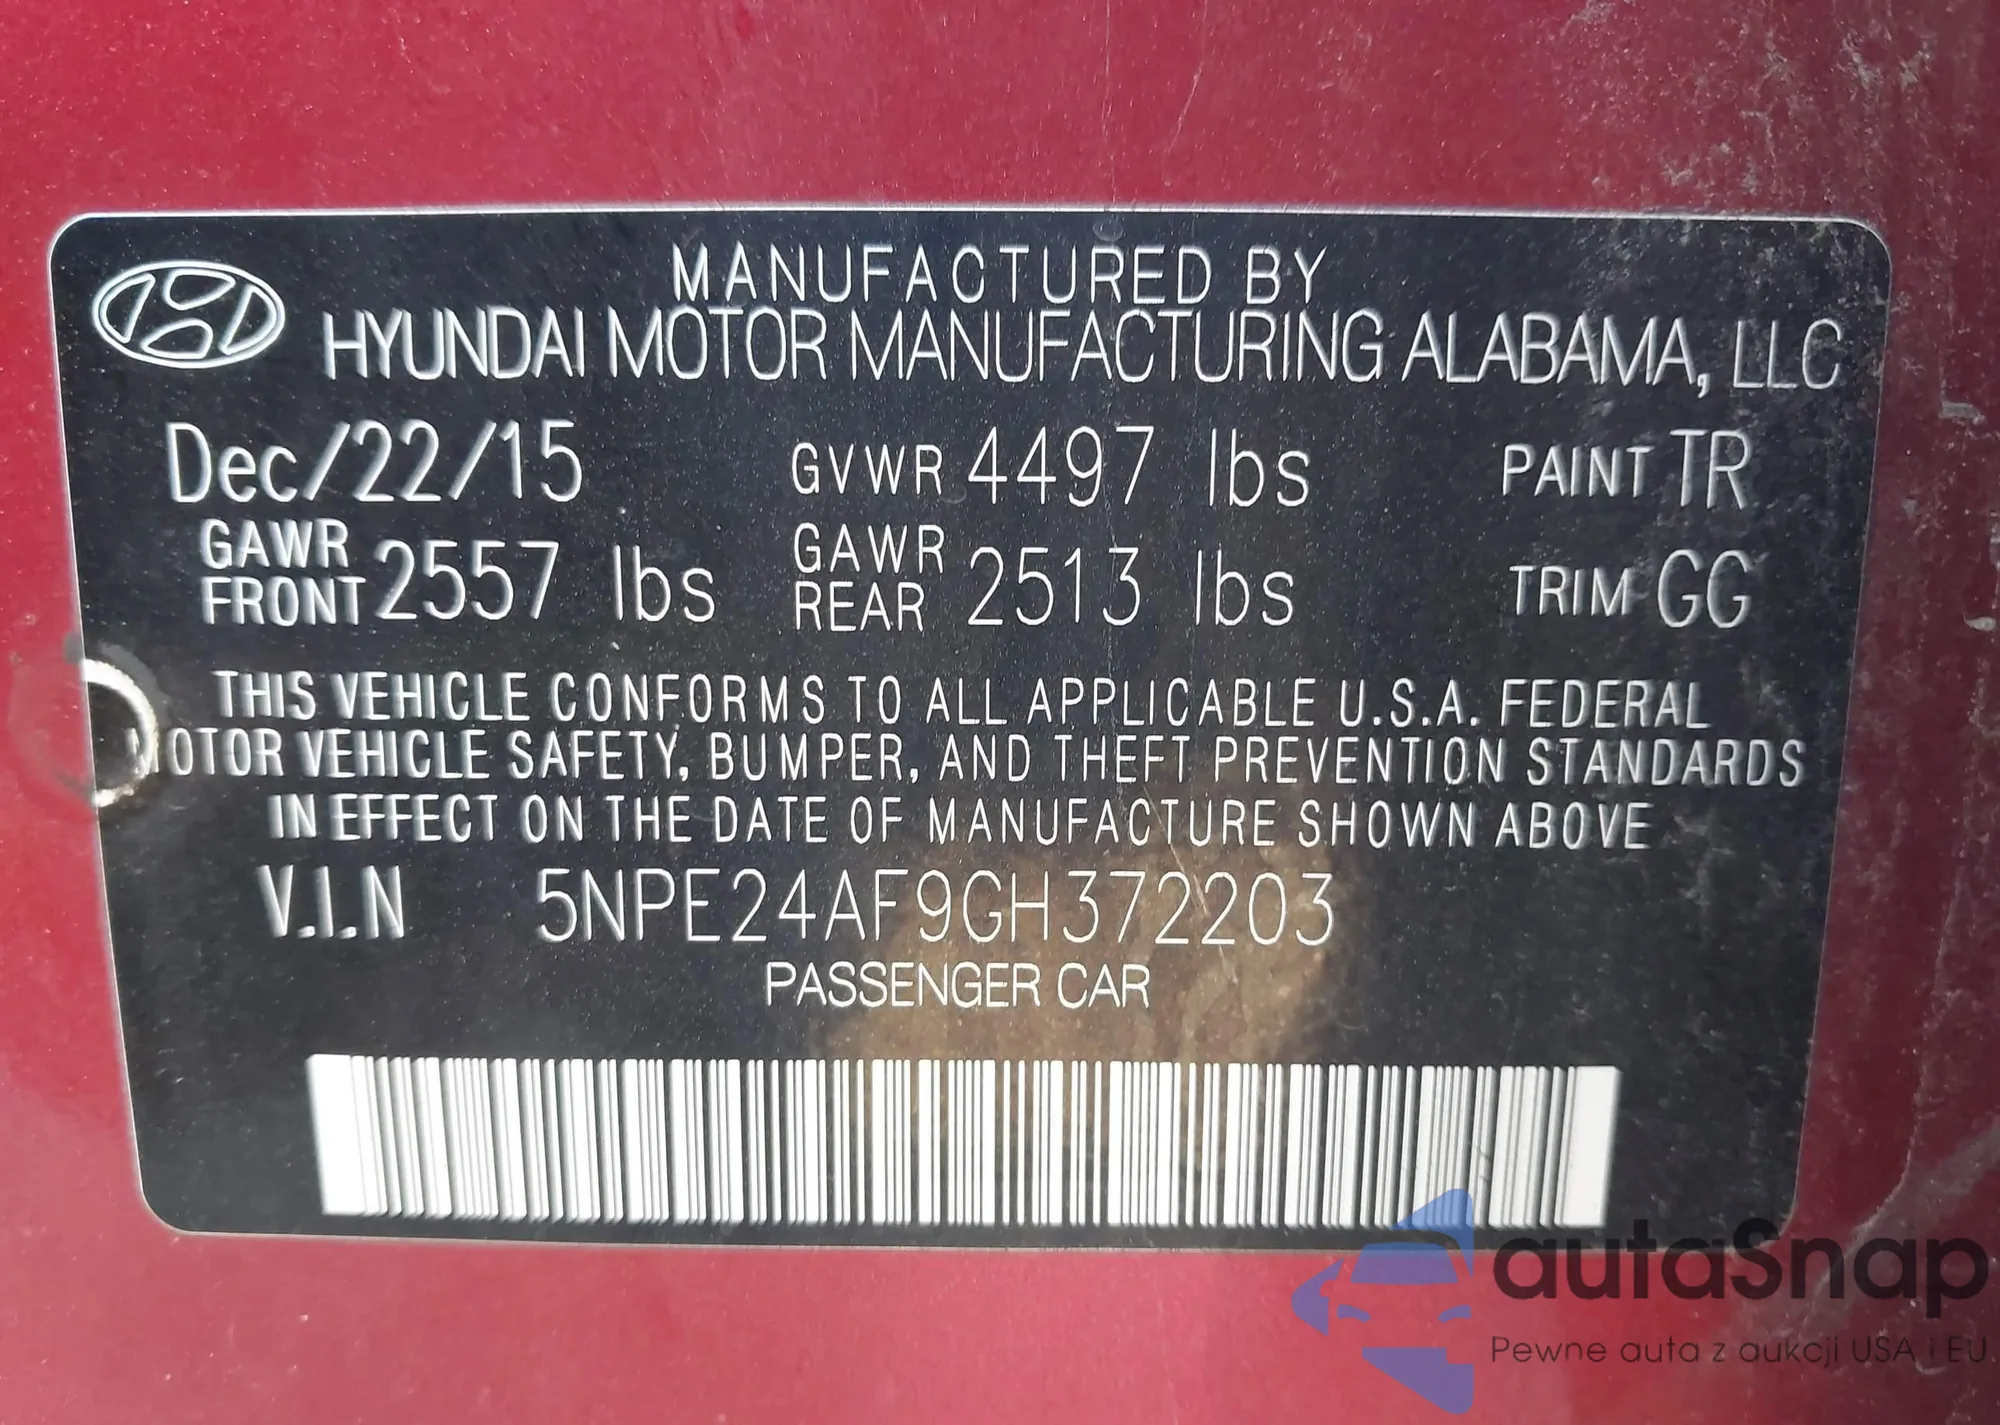 MANUFACTURED BY
HYUNDAI MOTOR MANUFACTURING ALABAMA, LLC
Dec/22/15 GVWR 4497 lbs PAINT TR
GAWR FRONT 2557 lbs GAWR REAR 2513 lbs TRIM GG
THIS VEHICLE CONFORMS TO ALL APPLICABLE U.S.A. FEDERAL
MOTOR VEHICLE SAFETY, BUMPER, AND THEFT PREVENTION STANDARDS
IN EFFECT ON THE DATE OF MANUFACTURE SHOWN ABOVE
V.I.N 5NPE24AF9GH372203
PASSENGER CAR
autaSnap
Pewne auta z aukcji USA i EU